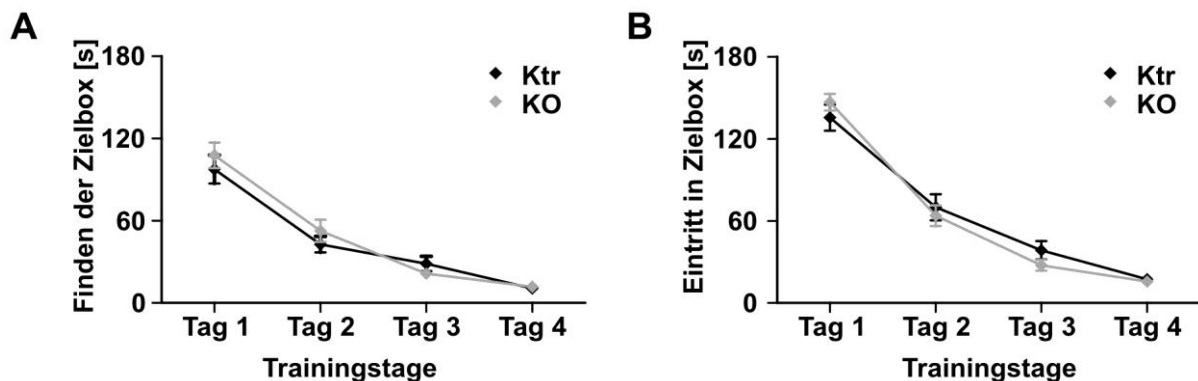 A
Finden der Zielbox [s]
180
120
60
0
Ktr
KO
Tag 1 Tag 2 Tag 3 Tag 4
Trainingstage
B
Eintritt in Zielbox [s]
180
120
60
0
Ktr
KO
Tag 1 Tag 2 Tag 3 Tag 4
Trainingstage